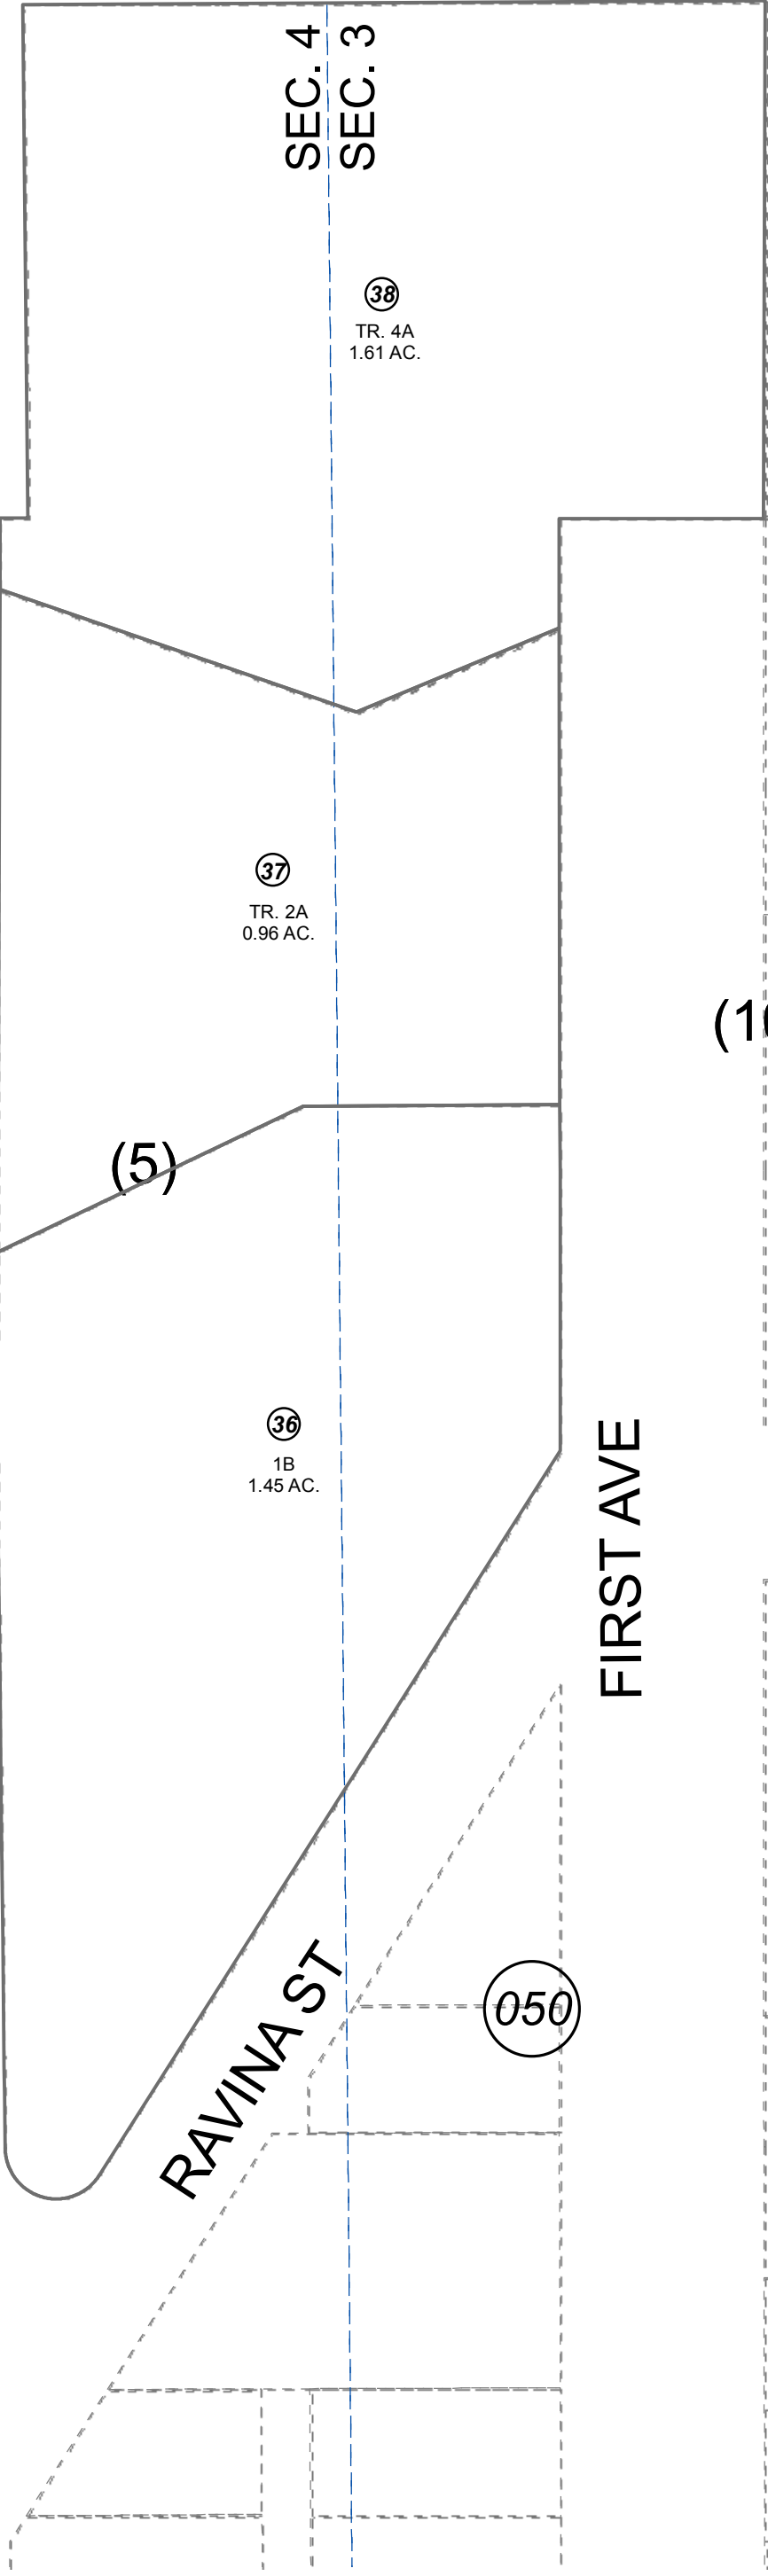 SEC. 4
SEC. 3
38
TR. 4A
1.61 AC.
37
TR. 2A
0.96 AC.
(5)
36
1B
1.45 AC.
FIRST AVE
RAVINA ST
050